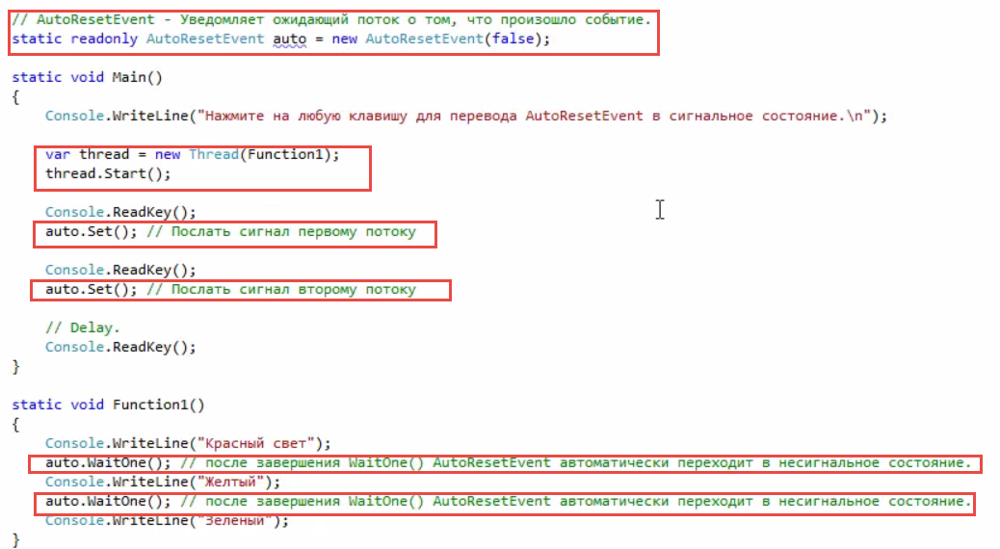 // AutoResetEvent - Уведомляет ожидающий поток о том, что произошло событие.
static readonly AutoResetEvent auto = new AutoResetEvent(false);
static void Main()
{
Console.WriteLine("Нажмите на любую клавишу для перевода AutoResetEvent в сигнальное состояние.\n");
var thread = new Thread(Function1);
thread.Start();
Console.ReadKey();
auto.Set(); // Послать сигнал первому потоку
Console.ReadKey();
auto.Set(); // Послать сигнал второму потоку
// Delay.
Console.ReadKey();
}
static void Function1()
{
Console.WriteLine("Красный свет");
auto.WaitOne(); // после завершения WaitOne() AutoResetEvent автоматически переходит в несигнальное состояние.
Console.WriteLine("Желтый");
auto.WaitOne(); // после завершения WaitOne() AutoResetEvent автоматически переходит в несигнальное состояние.
Console.WriteLine("Зеленый");
}